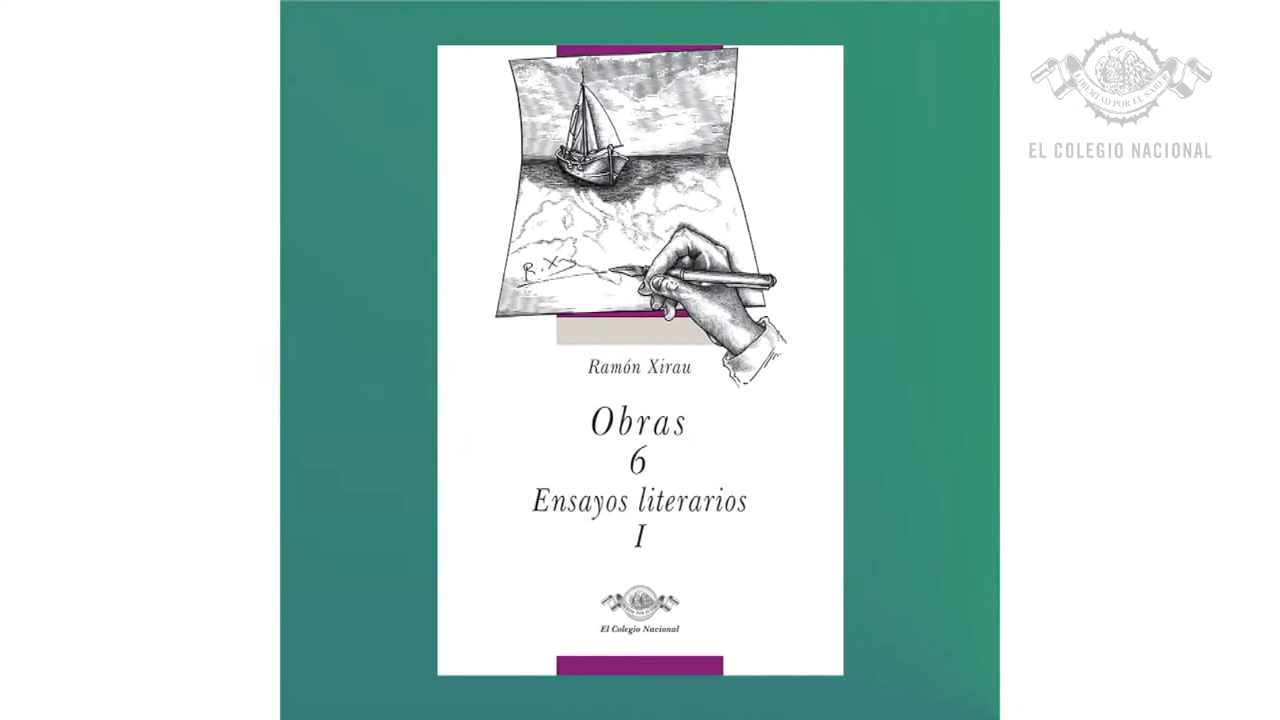 R. X
Ramón Xirau
Obras
6
Ensayos literarios
I
El Colegio Nacional
LIBERTAD POR EL SABER
EL COLEGIO NACIONAL